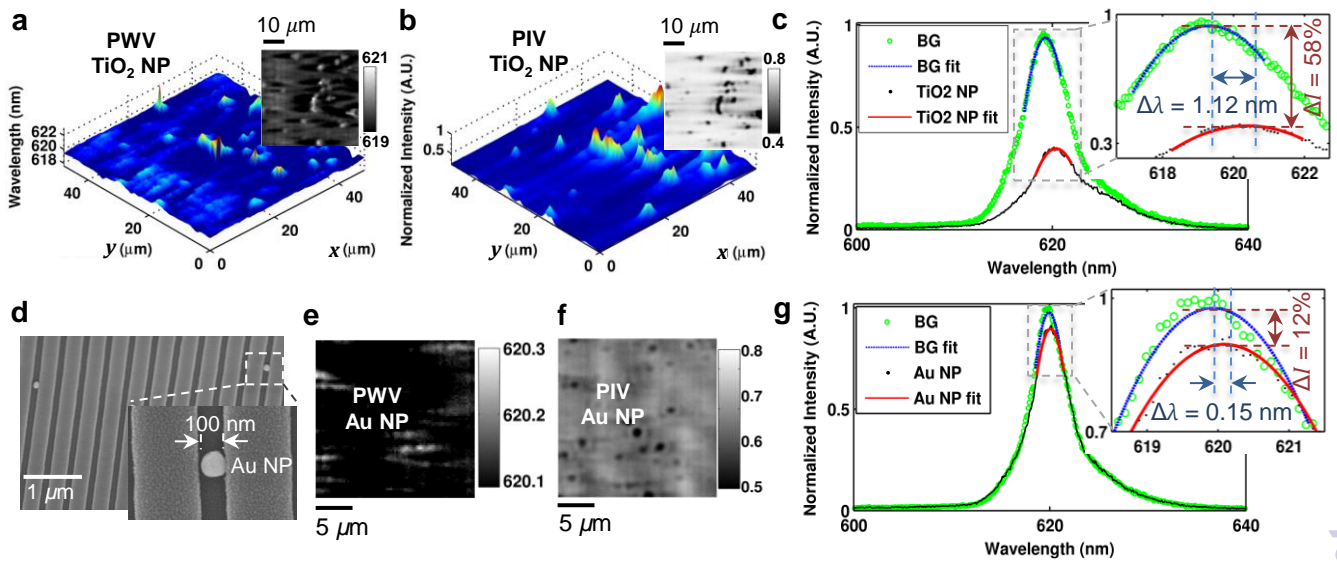 a
PWV
TiO₂ NP
10 μm
621
619
Wavelength (nm)
622
620
618
40
20
0
y (μm)
0
20
40
x (μm)
b
PIV
TiO₂ NP
10 μm
0.8
0.4
Normalized Intensity (A.U.)
1
0.5
40
20
0
y (μm)
0
20
40
x (μm)
c
Normalized Intensity (A.U.)
1
0.5
0
600
620
640
Wavelength (nm)
BG
BG fit
TiO2 NP
TiO2 NP fit
1
0.3
618
620
622
Δλ = 1.12 nm
ΔI = 58%
d
1 μm
100 nm
Au NP
e
PWV
Au NP
620.3
620.2
620.1
5 μm
f
PIV
Au NP
0.8
0.7
0.6
0.5
5 μm
g
Normalized Intensity (A.U.)
1
0.5
0
600
620
640
Wavelength (nm)
BG
BG fit
Au NP
Au NP fit
1
0.7
619
620
621
Δλ = 0.15 nm
ΔI = 12%